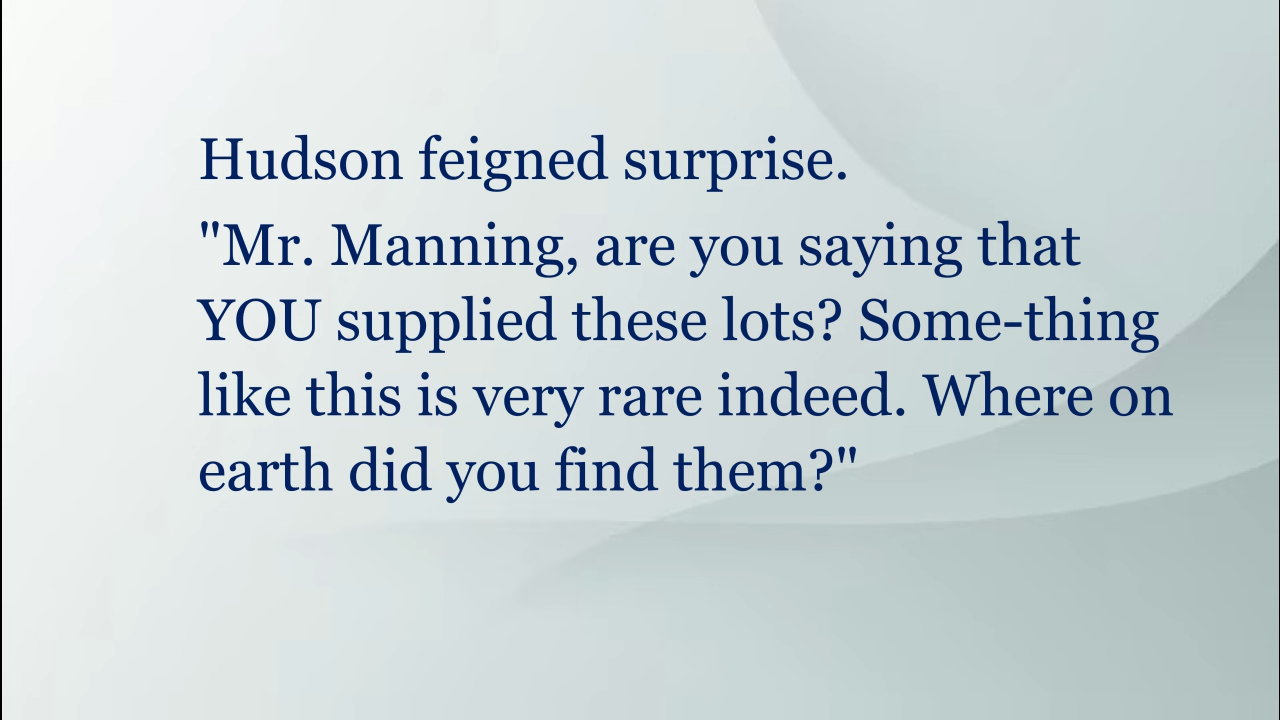 Hudson feigned surprise.
"Mr. Manning, are you saying that
YOU supplied these lots? Some-thing
like this is very rare indeed. Where on
earth did you find them?"